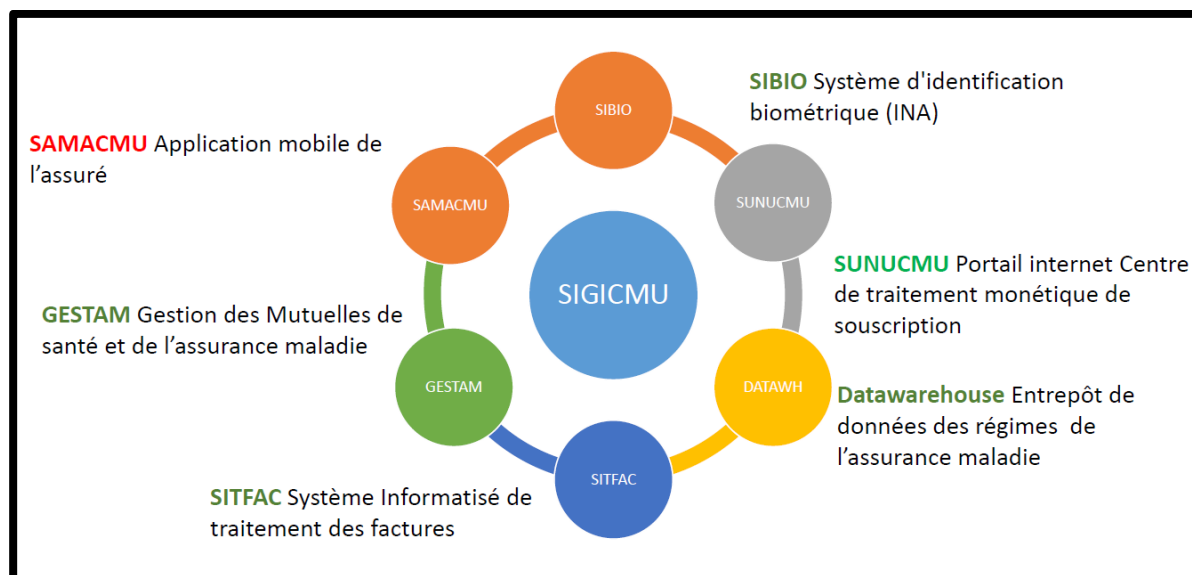 SIBIO
SIBIO Système d'identification
biométrique (INA)
SAMACMU Application mobile de
l’assuré
SAMACMU
SUNUCMU
SIGICMU
SUNUCMU Portail internet Centre
de traitement monétique de
souscription
GESTAM Gestion des Mutuelles de
santé et de l’assurance maladie
GESTAM
DATAWH
Datawarehouse Entrepôt de
données des régimes de
l’assurance maladie
SITFAC
SITFAC Système Informatisé de
traitement des factures